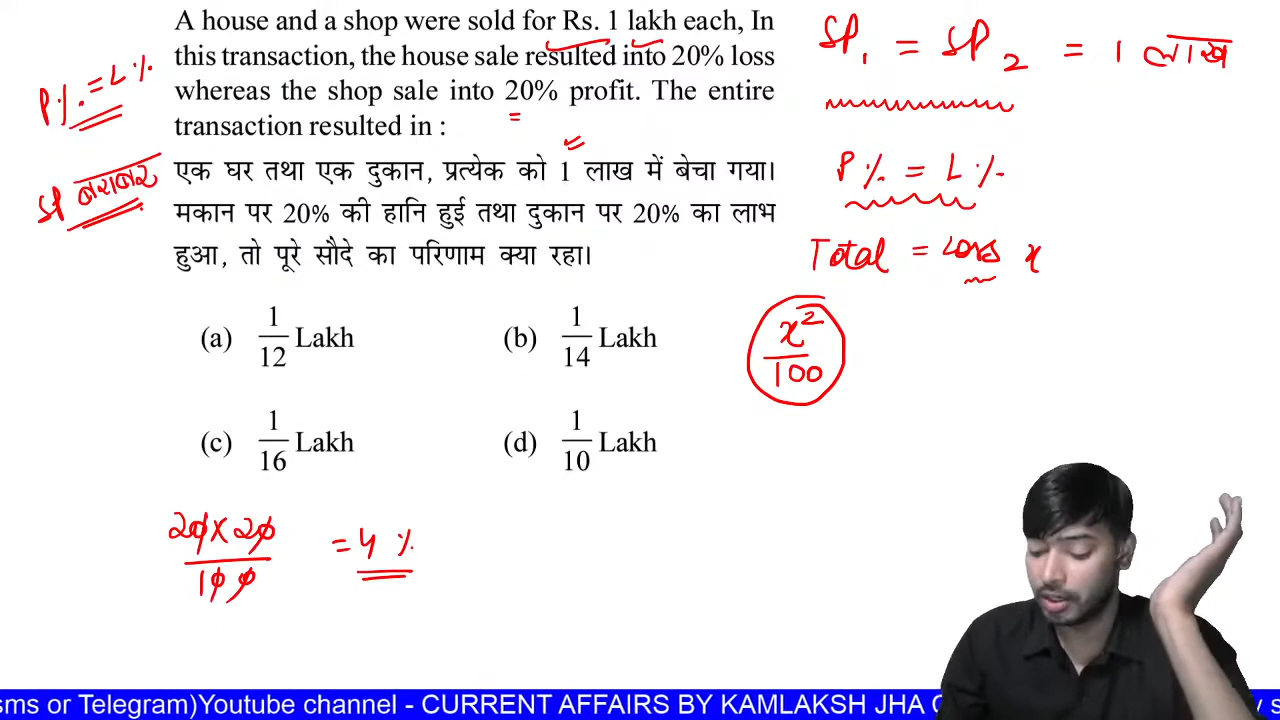 A house and a shop were sold for Rs. 1 lakh each, In
this transaction, the house sale resulted into 20% loss
whereas the shop sale into 20% profit. The entire
transaction resulted in :
एक घर तथा एक दुकान, प्रत्येक को 1 लाख में बेचा गया।
मकान पर 20% की हानि हुई तथा दुकान पर 20% का लाभ
हुआ, तो पूरे सौदे का परिणाम क्या रहा।
(a) 1/12 Lakh
(b) 1/14 Lakh
(c) 1/16 Lakh
(d) 1/10 Lakh
P% = L%
SP बराबर
SP1 = SP2 = 1 लाख
P% = L%
Total = Loss x
x²/100
20 × 20 / 100 = 4 %
sms or Telegram)Youtube channel - CURRENT AFFAIRS BY KAMLAKSH JHA